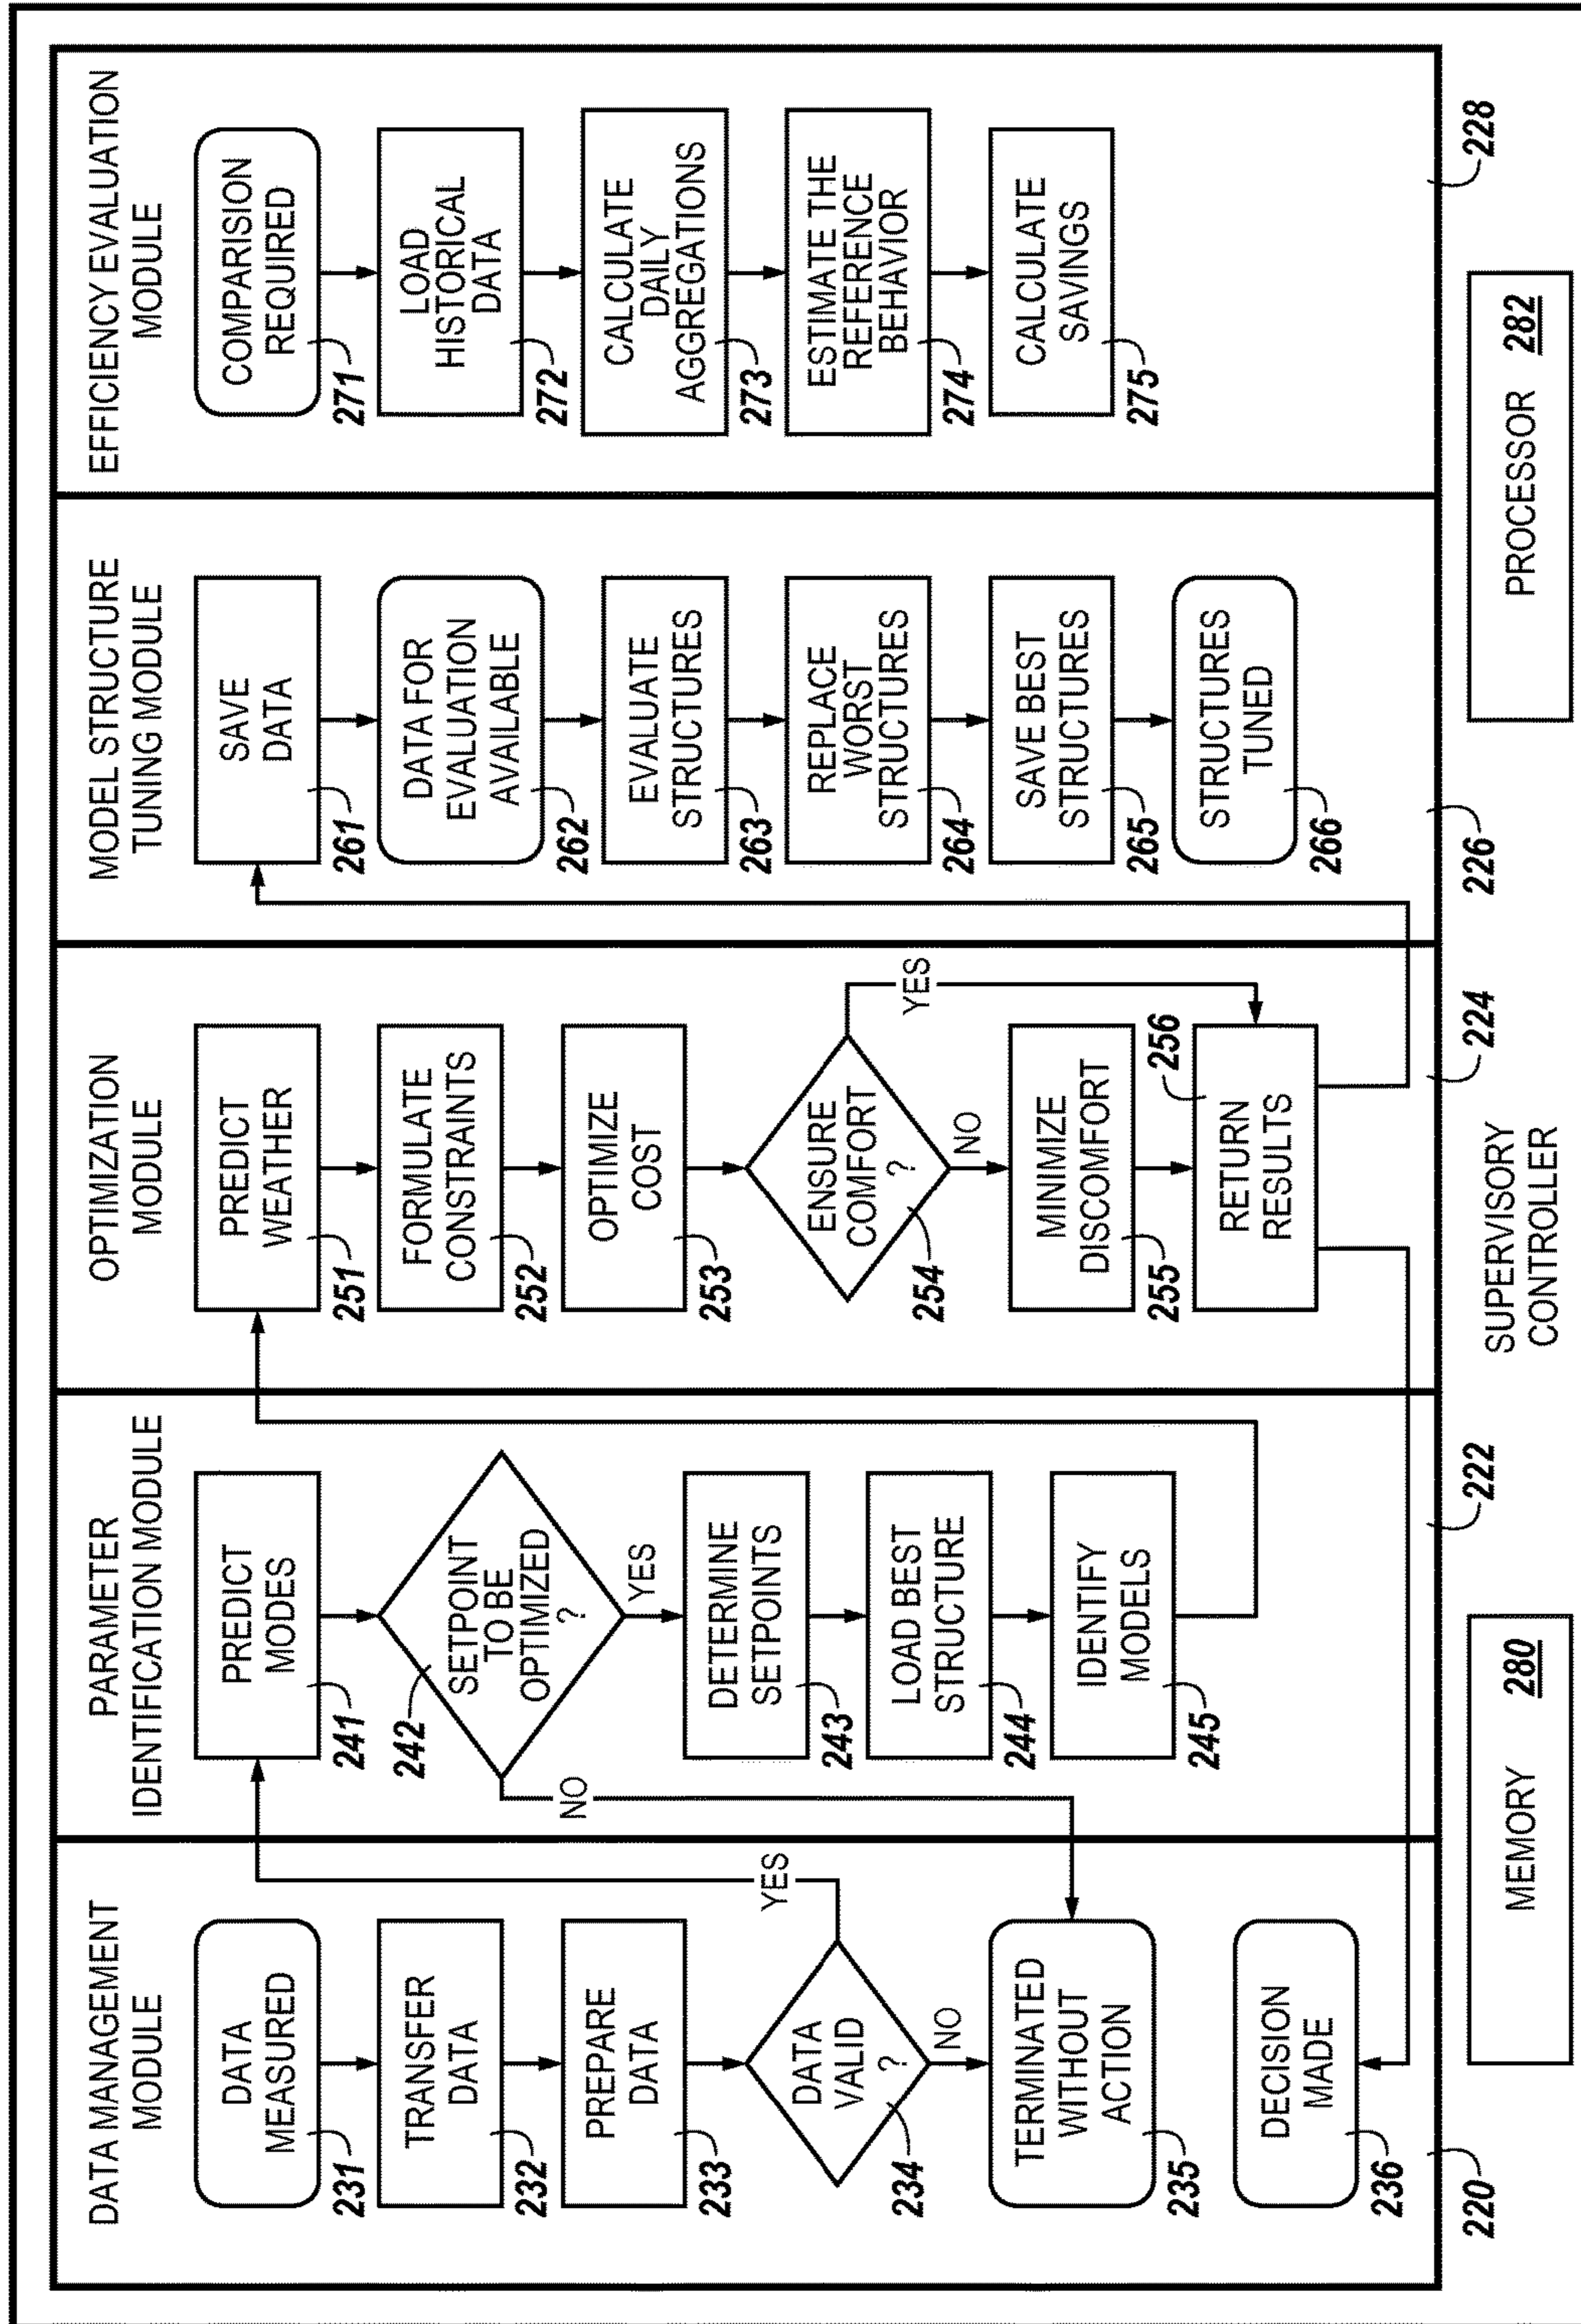 DATA MANAGEMENT
MODULE
DATA
MEASURED
231
TRANSFER
DATA
232
PREPARE
DATA
233
DATA
VALID
?
234
YES
NO
TERMINATED
WITHOUT
ACTION
235
DECISION
MADE
236
220
PARAMETER
IDENTIFICATION MODULE
PREDICT
MODES
241
242
SETPOINT
TO BE
OPTIMIZED
?
NO
YES
DETERMINE
SETPOINTS
243
LOAD BEST
STRUCTURE
244
IDENTIFY
MODELS
245
222
OPTIMIZATION
MODULE
PREDICT
WEATHER
251
FORMULATE
CONSTRAINTS
252
OPTIMIZE
COST
253
ENSURE
COMFORT
?
254
YES
NO
MINIMIZE
DISCOMFORT
255
256
RETURN
RESULTS
224
MODEL STRUCTURE
TUNING MODULE
SAVE
DATA
261
DATA FOR
EVALUATION
AVAILABLE
262
EVALUATE
STRUCTURES
263
REPLACE
WORST
STRUCTURES
264
SAVE BEST
STRUCTURES
265
STRUCTURES
TUNED
266
226
EFFICIENCY EVALUATION
MODULE
COMPARISION
REQUIRED
271
LOAD
HISTORICAL
DATA
272
CALCULATE
DAILY
AGGREGATIONS
273
ESTIMATE THE
REFERENCE
BEHAVIOR
274
CALCULATE
SAVINGS
275
228
MEMORY 280
SUPERVISORY
CONTROLLER
PROCESSOR 282